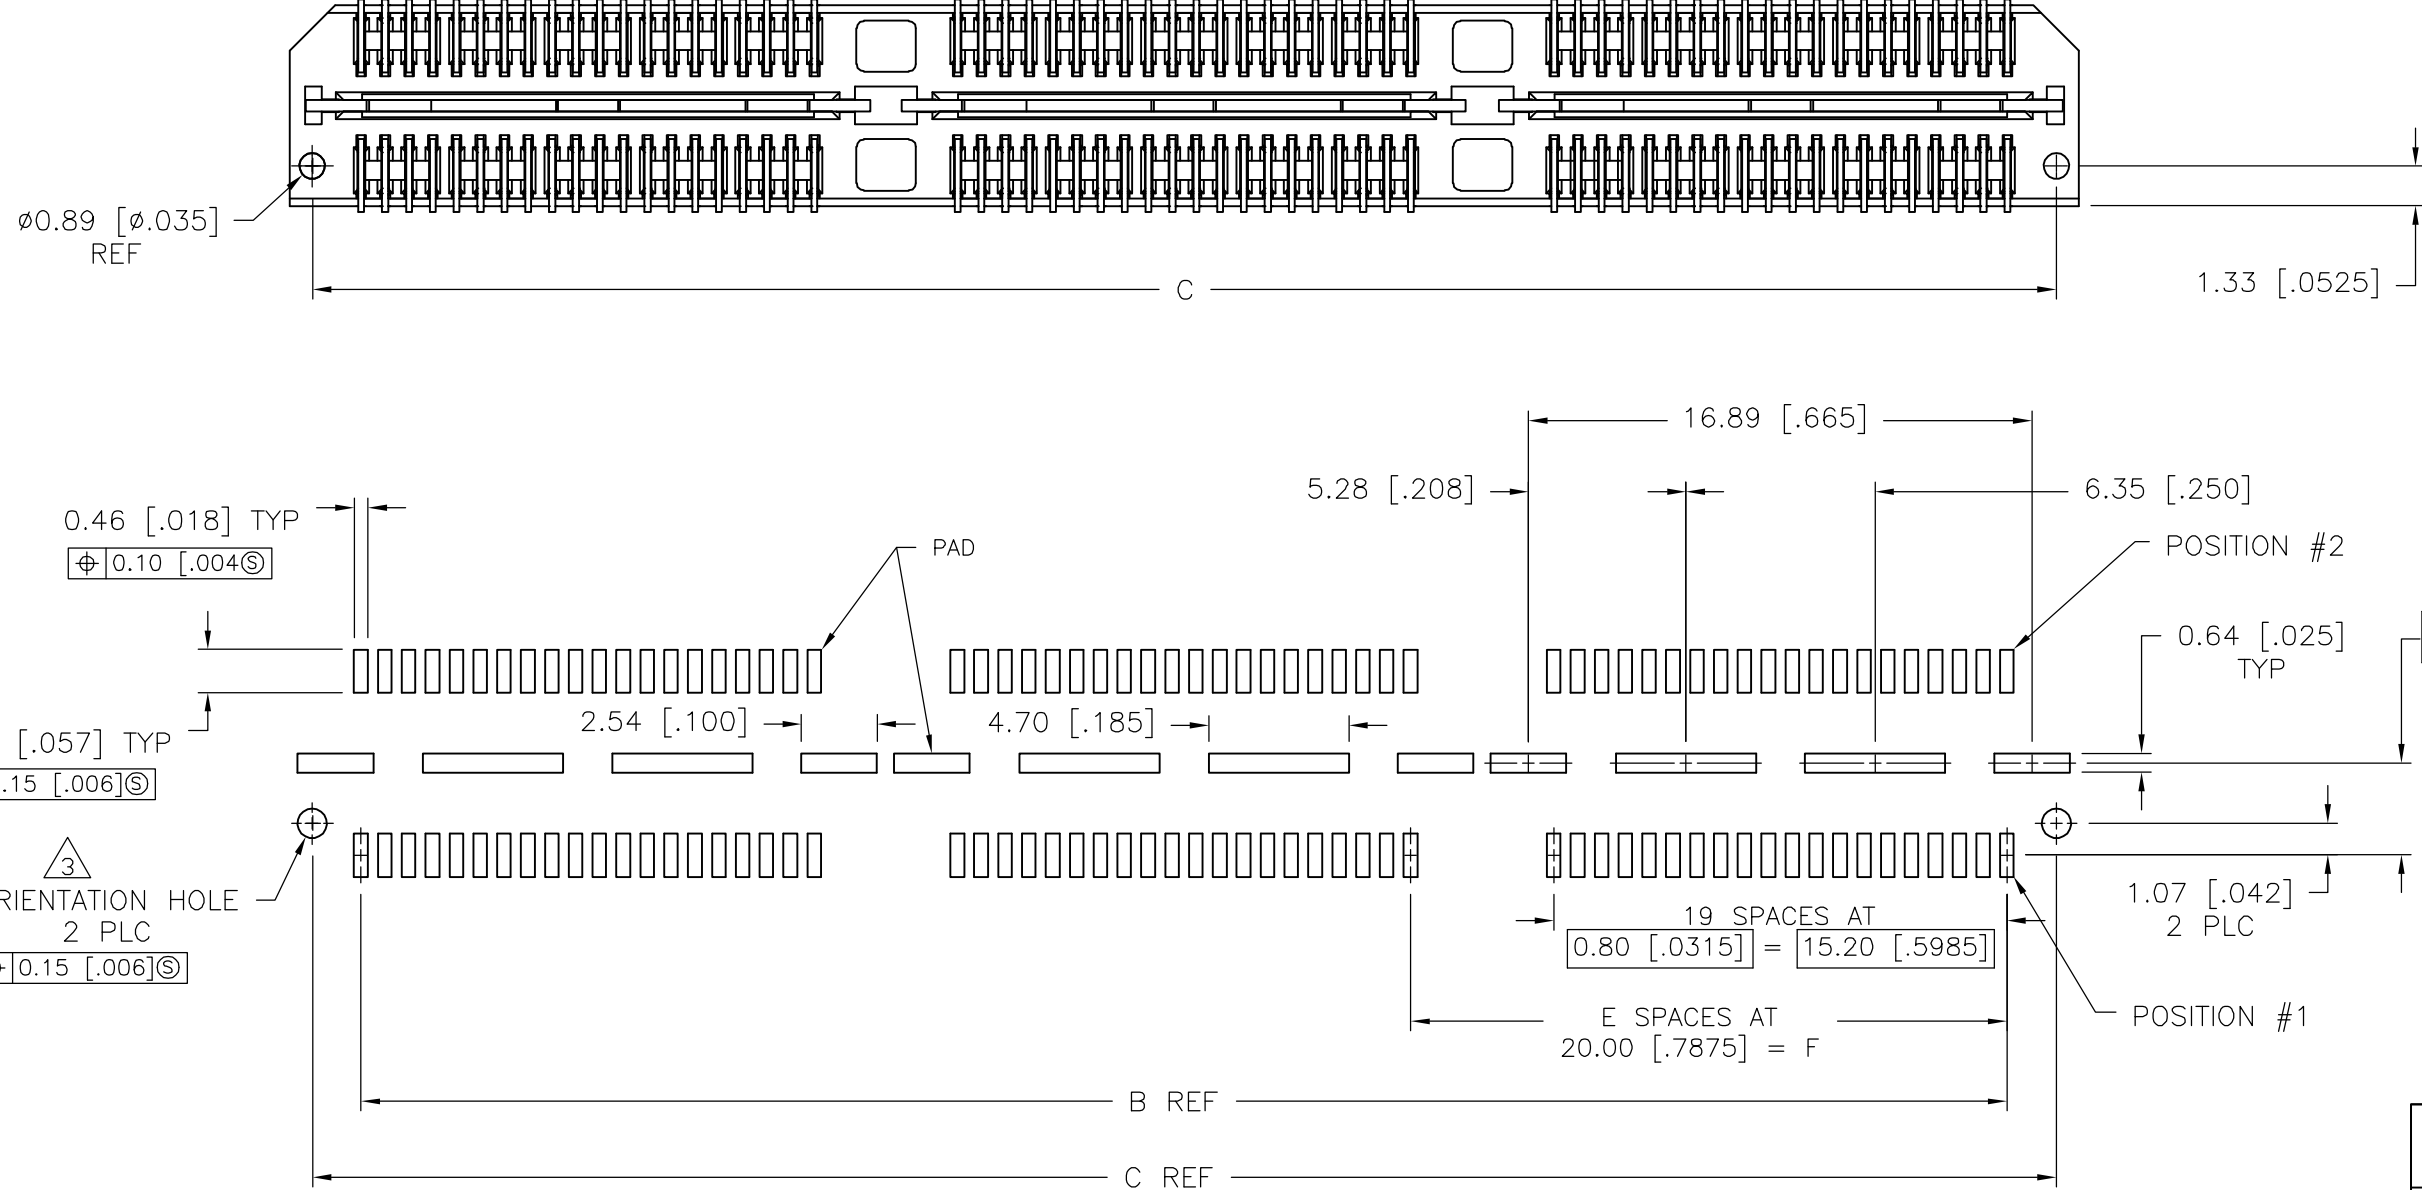 ø0.89 [ø.035]
REF
C
1.33 [.0525]
16.89 [.665]
5.28 [.208]
6.35 [.250]
0.46 [.018] TYP
0.10 [.004Ⓢ
PAD
POSITION #2
0.64 [.025]
TYP
2.54 [.100]
4.70 [.185]
[.057] TYP
.15 [.006]Ⓢ
3
RIENTATION HOLE
2 PLC
0.15 [.006]Ⓢ
1.07 [.042]
2 PLC
19 SPACES AT
0.80 [.0315] = 15.20 [.5985]
E SPACES AT
20.00 [.7875] = F
POSITION #1
B REF
C REF